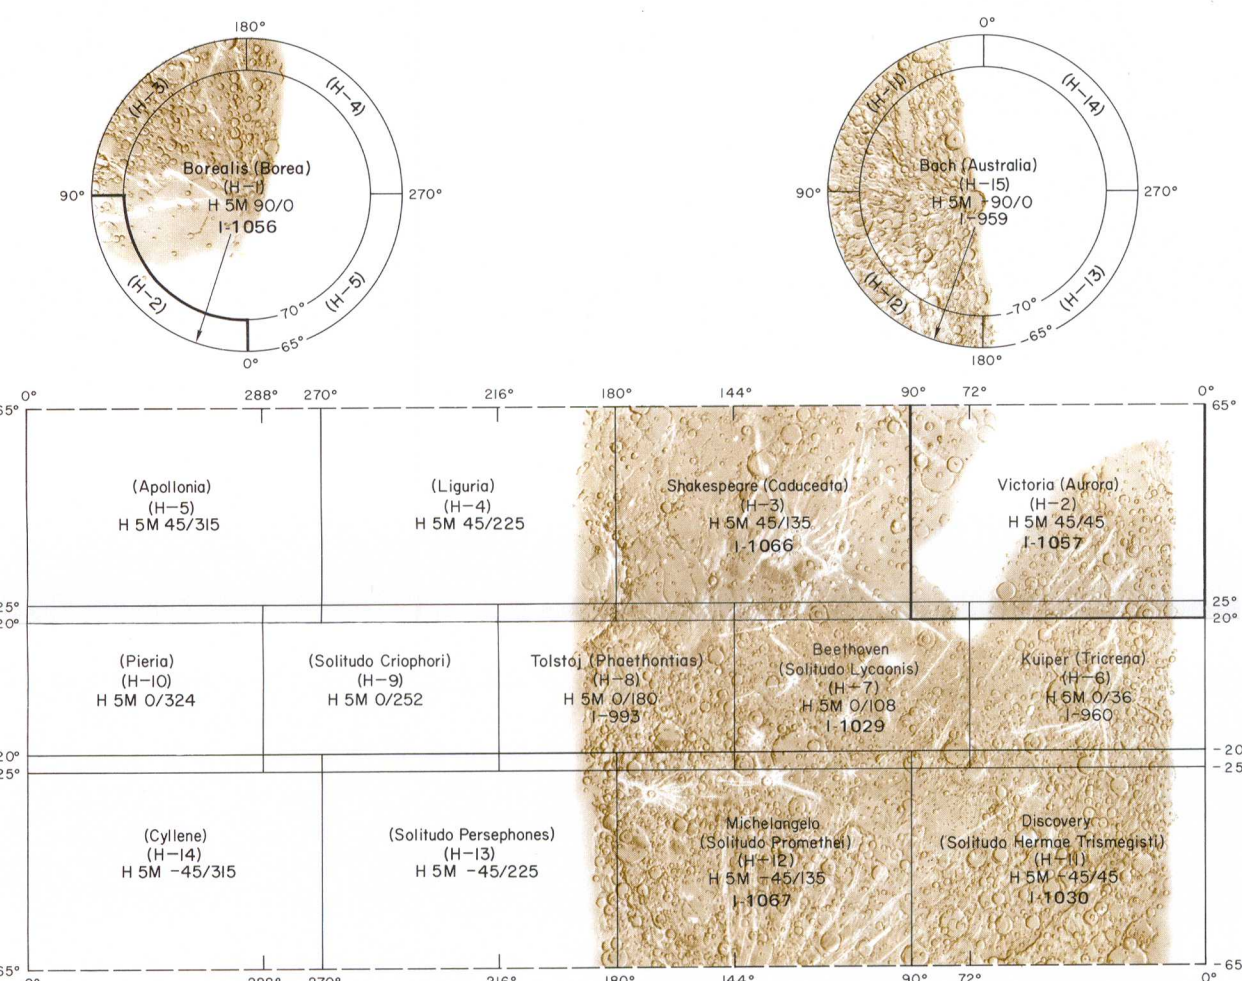 180°
(H-3)
(H-4)
Borealis (Borea)
(H-1)
H 5M 90/0
I-1056
90°
270°
(H-2)
(H-5)
70°
65°
0°
0°
(H-11)
(H-14)
Bach (Australia)
(H-15)
H 5M -90/0
I-959
90°
270°
(H-12)
(H-13)
-70°
-65°
180°
0° 288° 270° 216° 180° 144° 90° 72° 0°
65° 65°
(Apollonia)
(H-5)
H 5M 45/315
(Liguria)
(H-4)
H 5M 45/225
Shakespeare (Caduceata)
(H-3)
H 5M 45/135
I-1066
Victoria (Aurora)
(H-2)
H 5M 45/45
I-1057
25° 25°
20° 20°
(Pieria)
(H-10)
H 5M 0/324
(Solitudo Criophori)
(H-9)
H 5M 0/252
Tolstoj (Phaethontias)
(H-8)
H 5M 0/180
I-993
Beethoven
(Solitudo Lycaonis)
(H-7)
H 5M 0/108
I-1029
Kuiper (Tricrena)
(H-6)
H 5M 0/36
I-960
20° -20
25° -25
(Cyllene)
(H-14)
H 5M -45/315
(Solitudo Persephones)
(H-13)
H 5M -45/225
Michelangelo
(Solitudo Promethei)
(H-12)
H 5M -45/135
I-1067
Discovery
(Solitudo Hermae Trismegisti)
(H-11)
H 5M -45/45
I-1030
65° -65
144° 90° 72° 0°